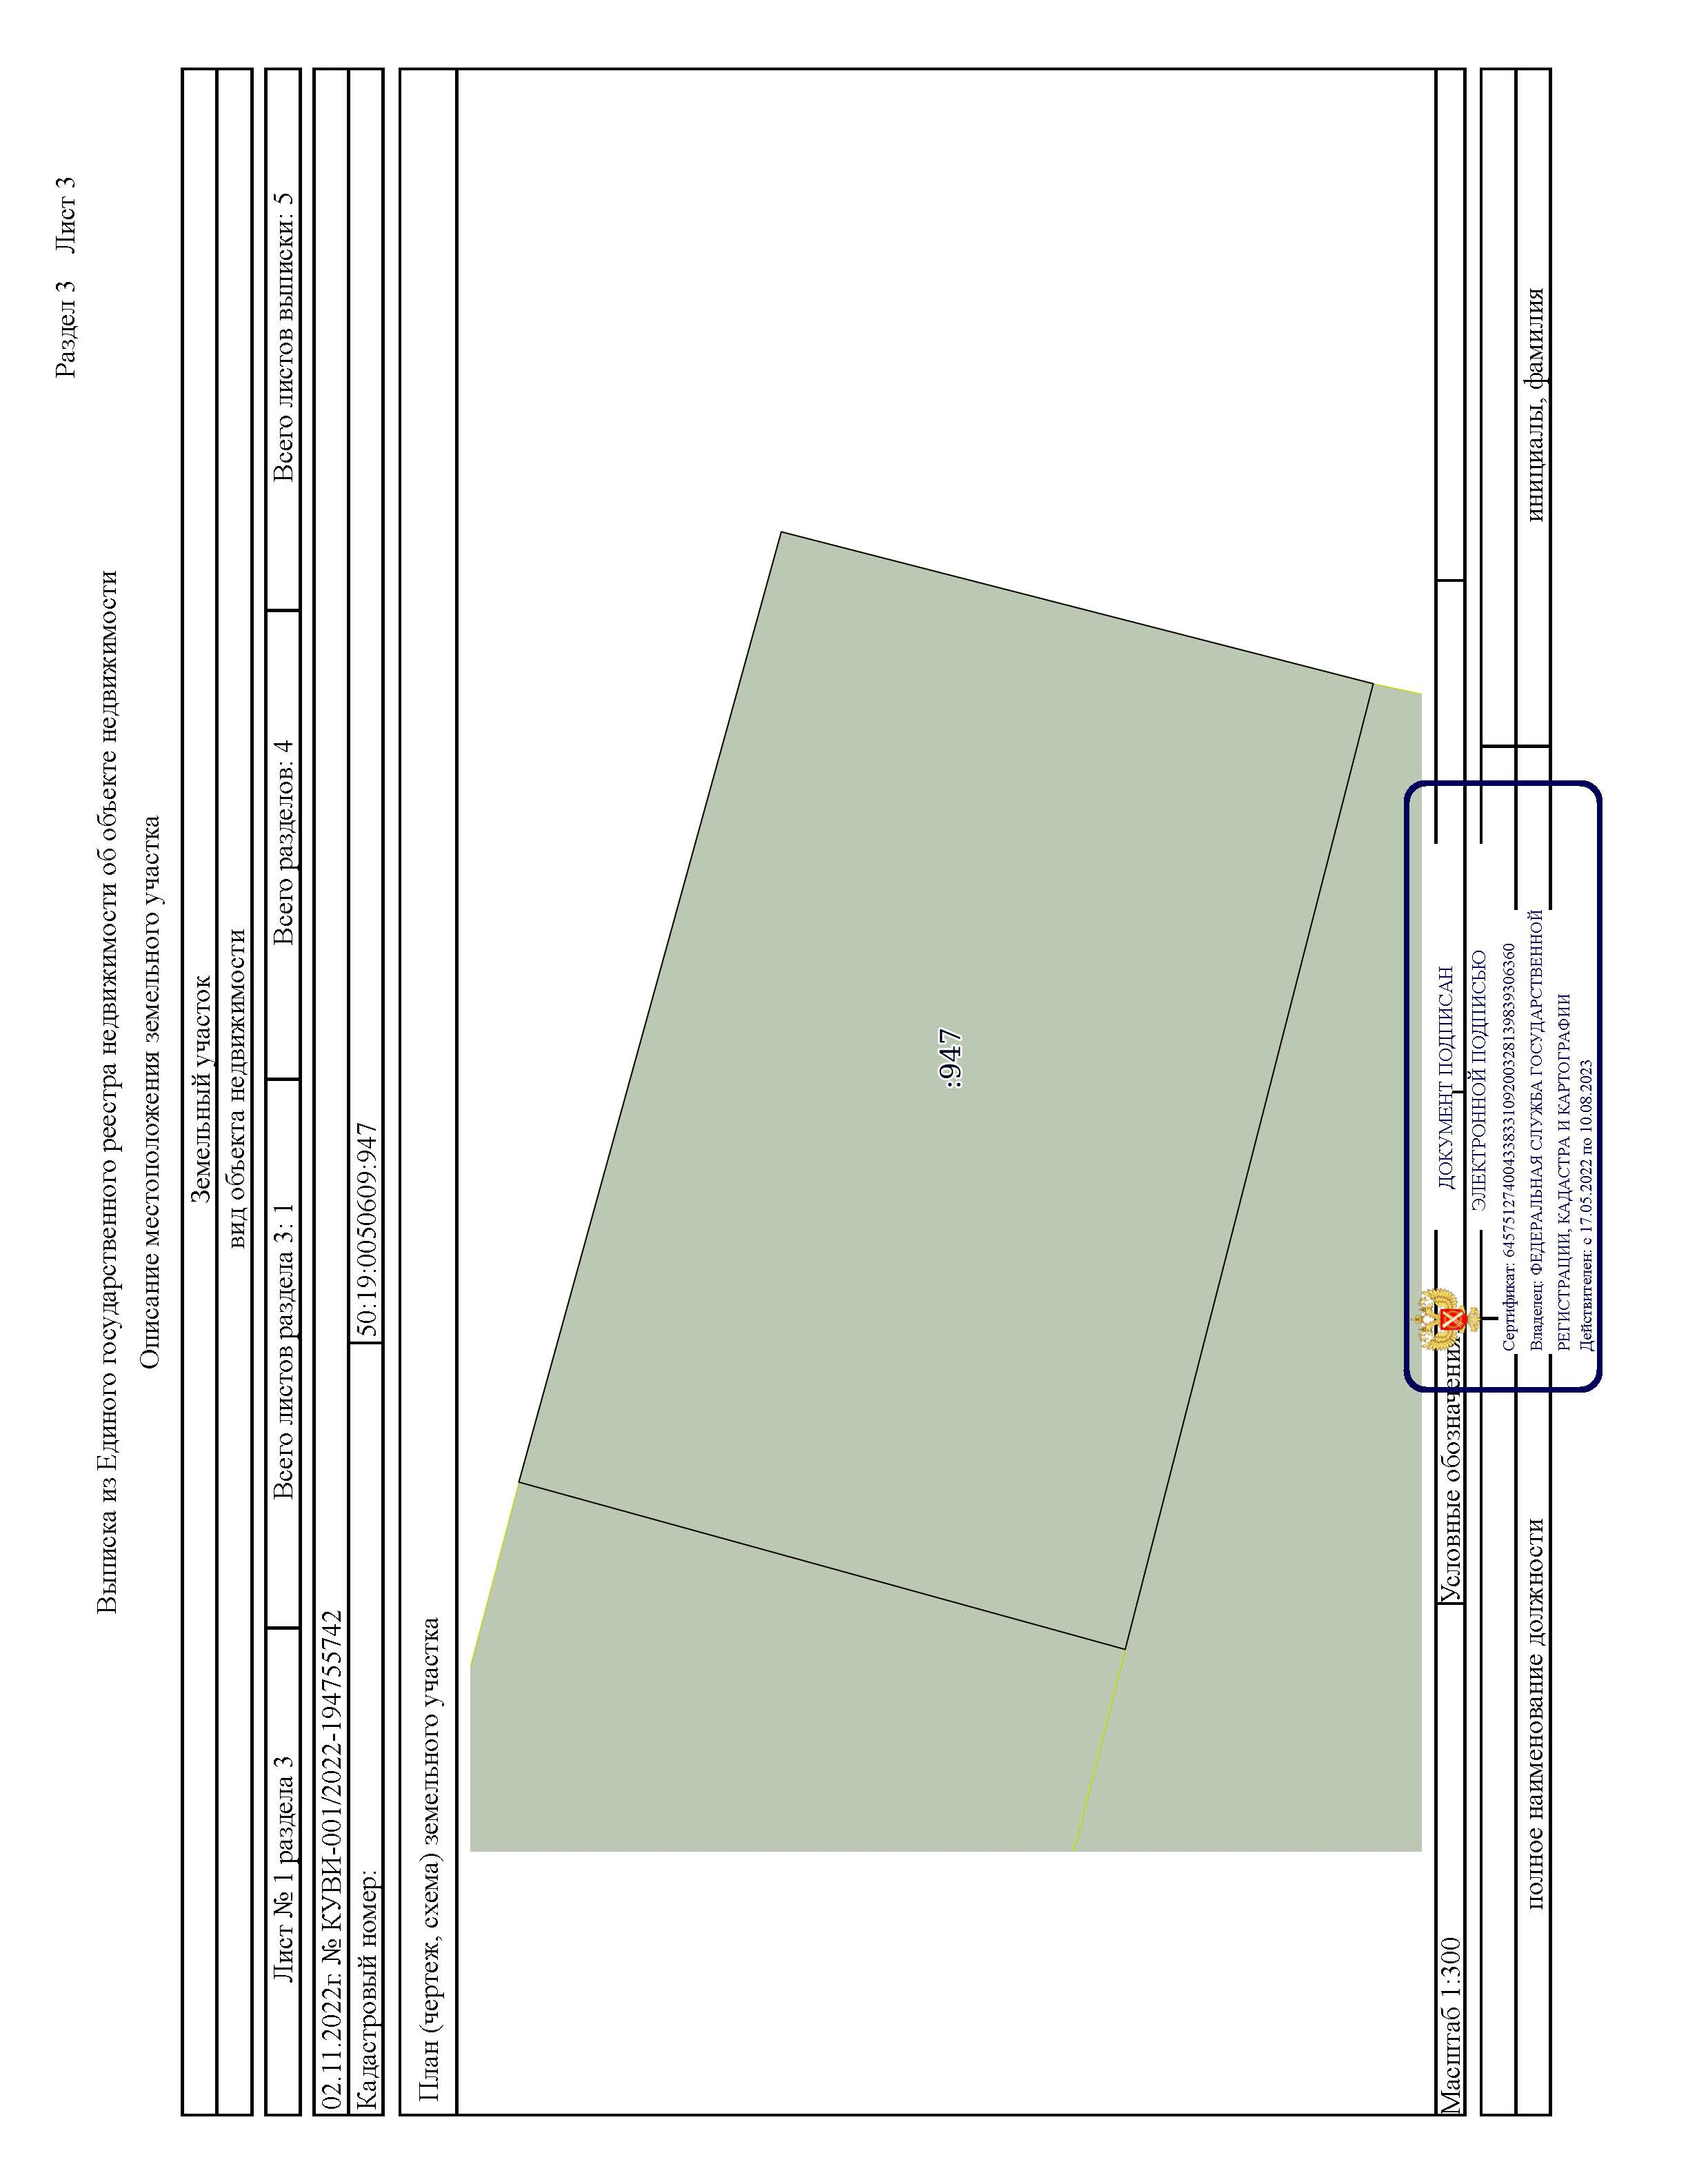 Раздел 3 Лист 3
Выписка из Единого государственного реестра недвижимости об объекте недвижимости
Описание местоположения земельного участка
Земельный участок
вид объекта недвижимости
Лист № 1 раздела 3 Всего листов раздела 3: 1 Всего разделов: 4 Всего листов выписки: 5
02.11.2022г. № КУВИ-001/2022-194755742
Кадастровый номер: 50:19:0050609:947
План (чертеж, схема) земельного участка
:947
Масштаб 1:300 Условные обозначения
ДОКУМЕНТ ПОДПИСАН
ЭЛЕКТРОННОЙ ПОДПИСЬЮ
Сертификат: 64575127400433833109200328139839306360
Владелец: ФЕДЕРАЛЬНАЯ СЛУЖБА ГОСУДАРСТВЕННОЙ
РЕГИСТРАЦИИ, КАДАСТРА И КАРТОГРАФИИ
Действителен: с 17.05.2022 по 10.08.2023
полное наименование должности инициалы, фамилия